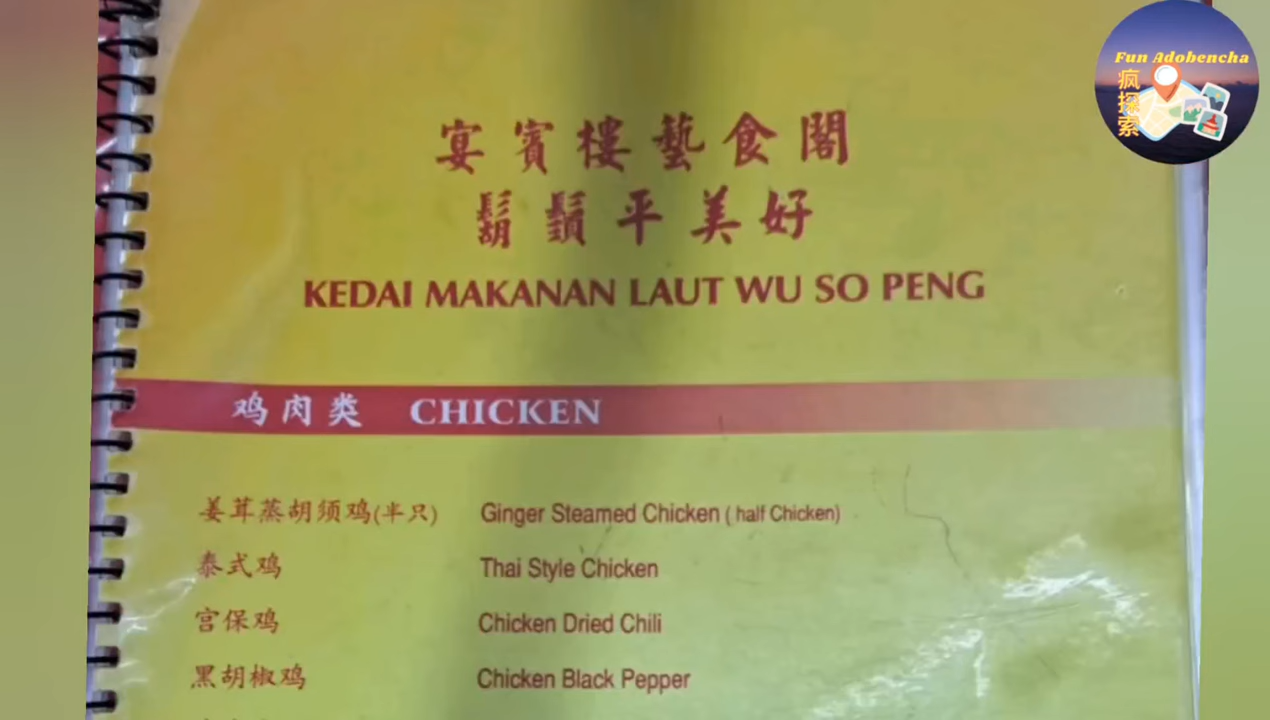 Fun Adobencha
疯探索
宴賓樓藝食閣
鬍鬚平美好
KEDAI MAKANAN LAUT WU SO PENG
鸡肉类 CHICKEN
姜茸蒸胡须鸡(半只) Ginger Steamed Chicken ( half Chicken)
泰式鸡 Thai Style Chicken
宫保鸡 Chicken Dried Chili
黑胡椒鸡 Chicken Black Pepper